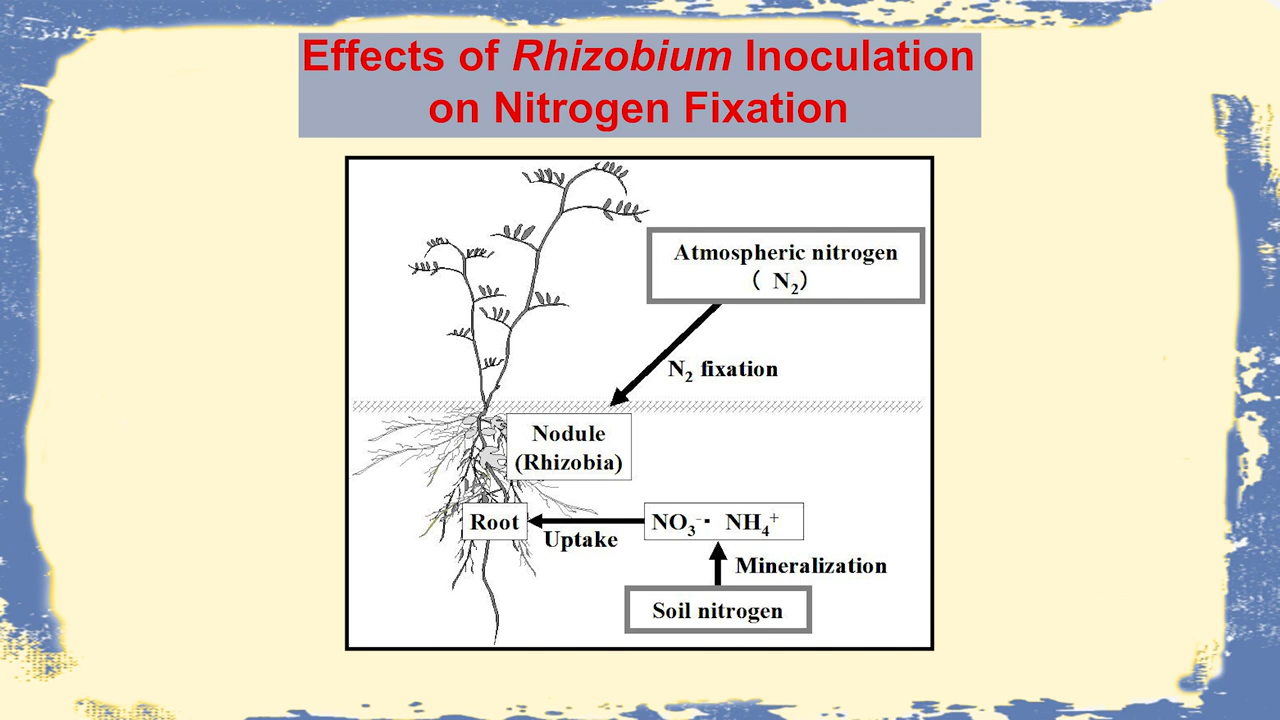 Effects of Rhizobium Inoculation
on Nitrogen Fixation
Atmospheric nitrogen
( N₂)
N₂ fixation
Nodule
(Rhizobia)
Root
Uptake
NO₃⁻· NH₄⁺
Mineralization
Soil nitrogen